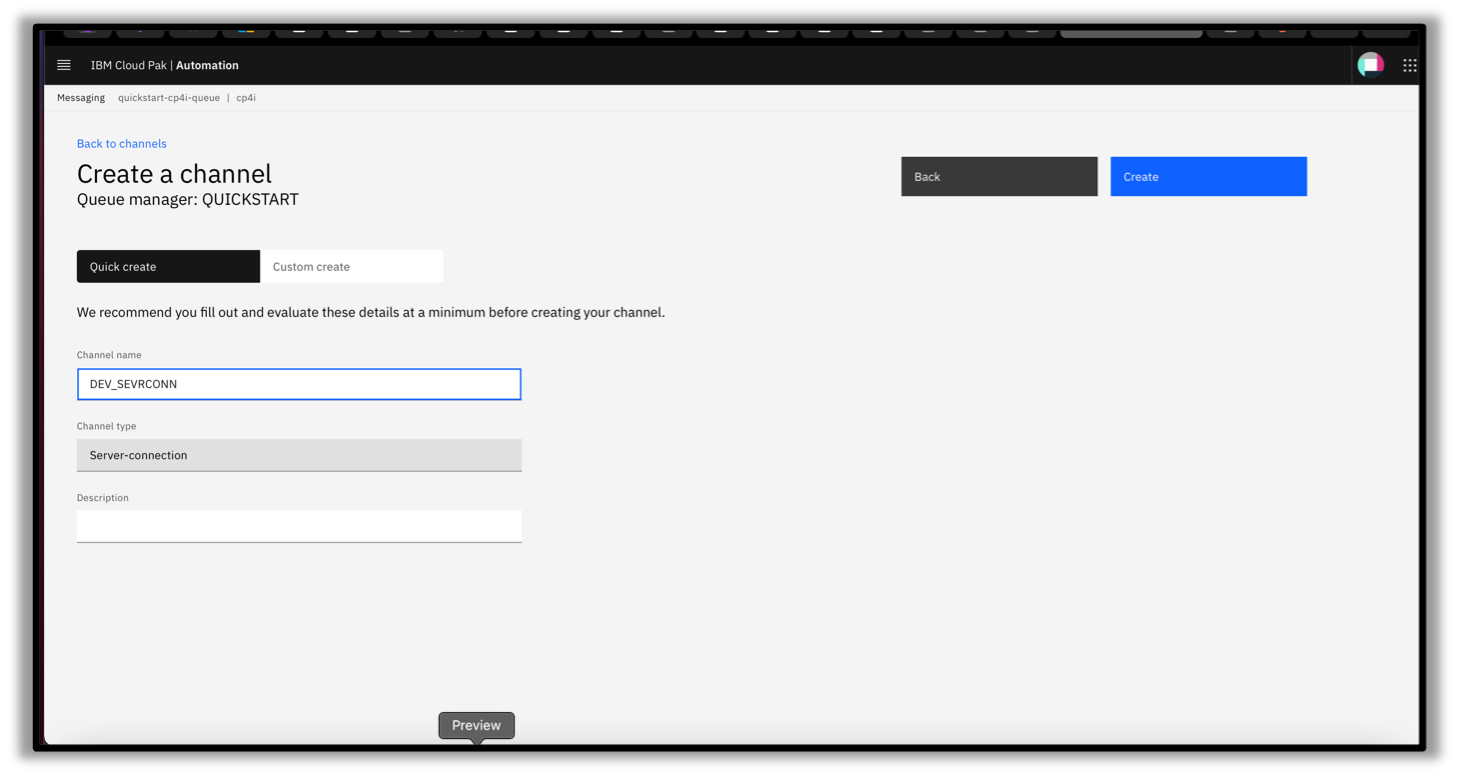 IBM Cloud Pak | Automation
Messaging quickstart-cp4i-queue | cp4i
Back to channels
Create a channel
Queue manager: QUICKSTART
Back
Create
Quick create
Custom create
We recommend you fill out and evaluate these details at a minimum before creating your channel.
Channel name
DEV_SEVRCONN
Channel type
Server-connection
Description
Preview